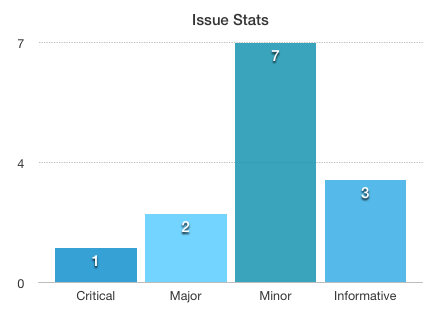 Issue Stats
7
4
0
1
2
7
3
Critical
Major
Minor
Informative